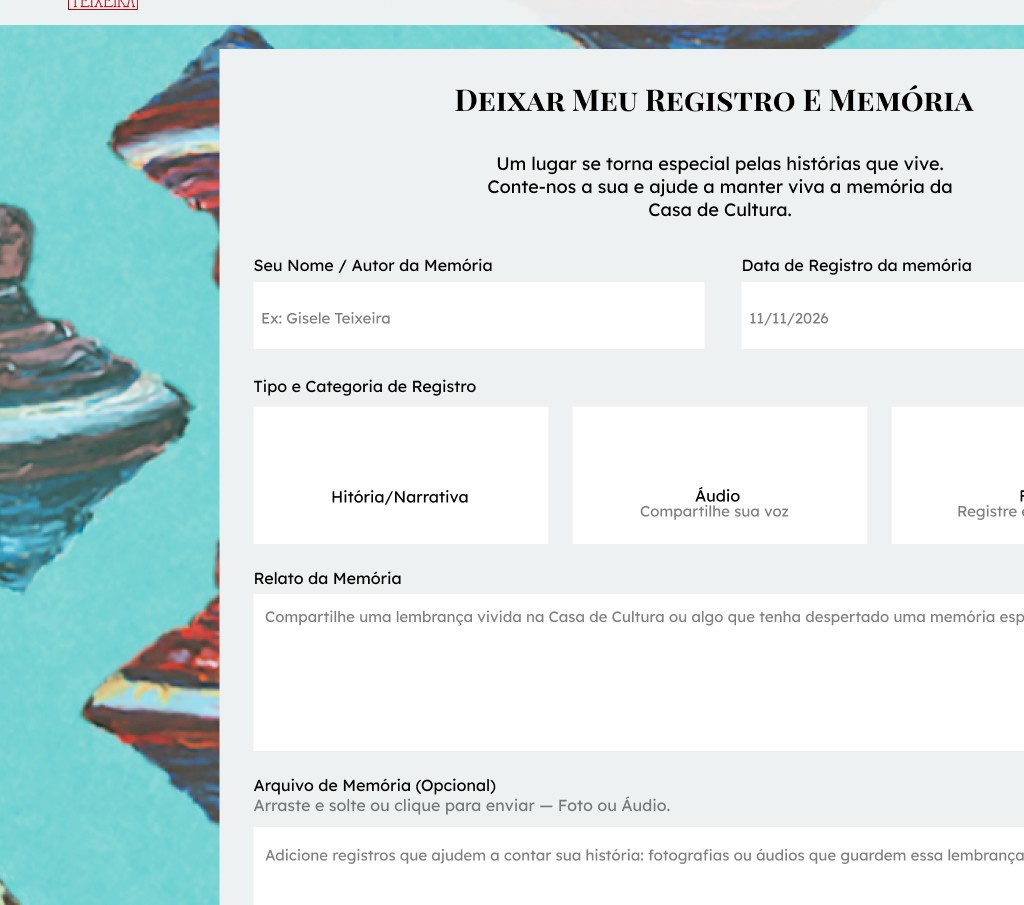 TEIXEIRA
Deixar Meu Registro E Memória
Um lugar se torna especial pelas histórias que vive.
Conte-nos a sua e ajude a manter viva a memória da
Casa de Cultura.
Seu Nome / Autor da Memória
Data de Registro da memória
Ex: Gisele Teixeira
11/11/2026
Tipo e Categoria de Registro
Hitória/Narrativa
Áudio
Compartilhe sua voz
Registre
Relato da Memória
Compartilhe uma lembrança vivida na Casa de Cultura ou algo que tenha despertado uma memória esp
Arquivo de Memória (Opcional)
Arraste e solte ou clique para enviar — Foto ou Áudio.
Adicione registros que ajudem a contar sua história: fotografias ou áudios que guardem essa lembrança